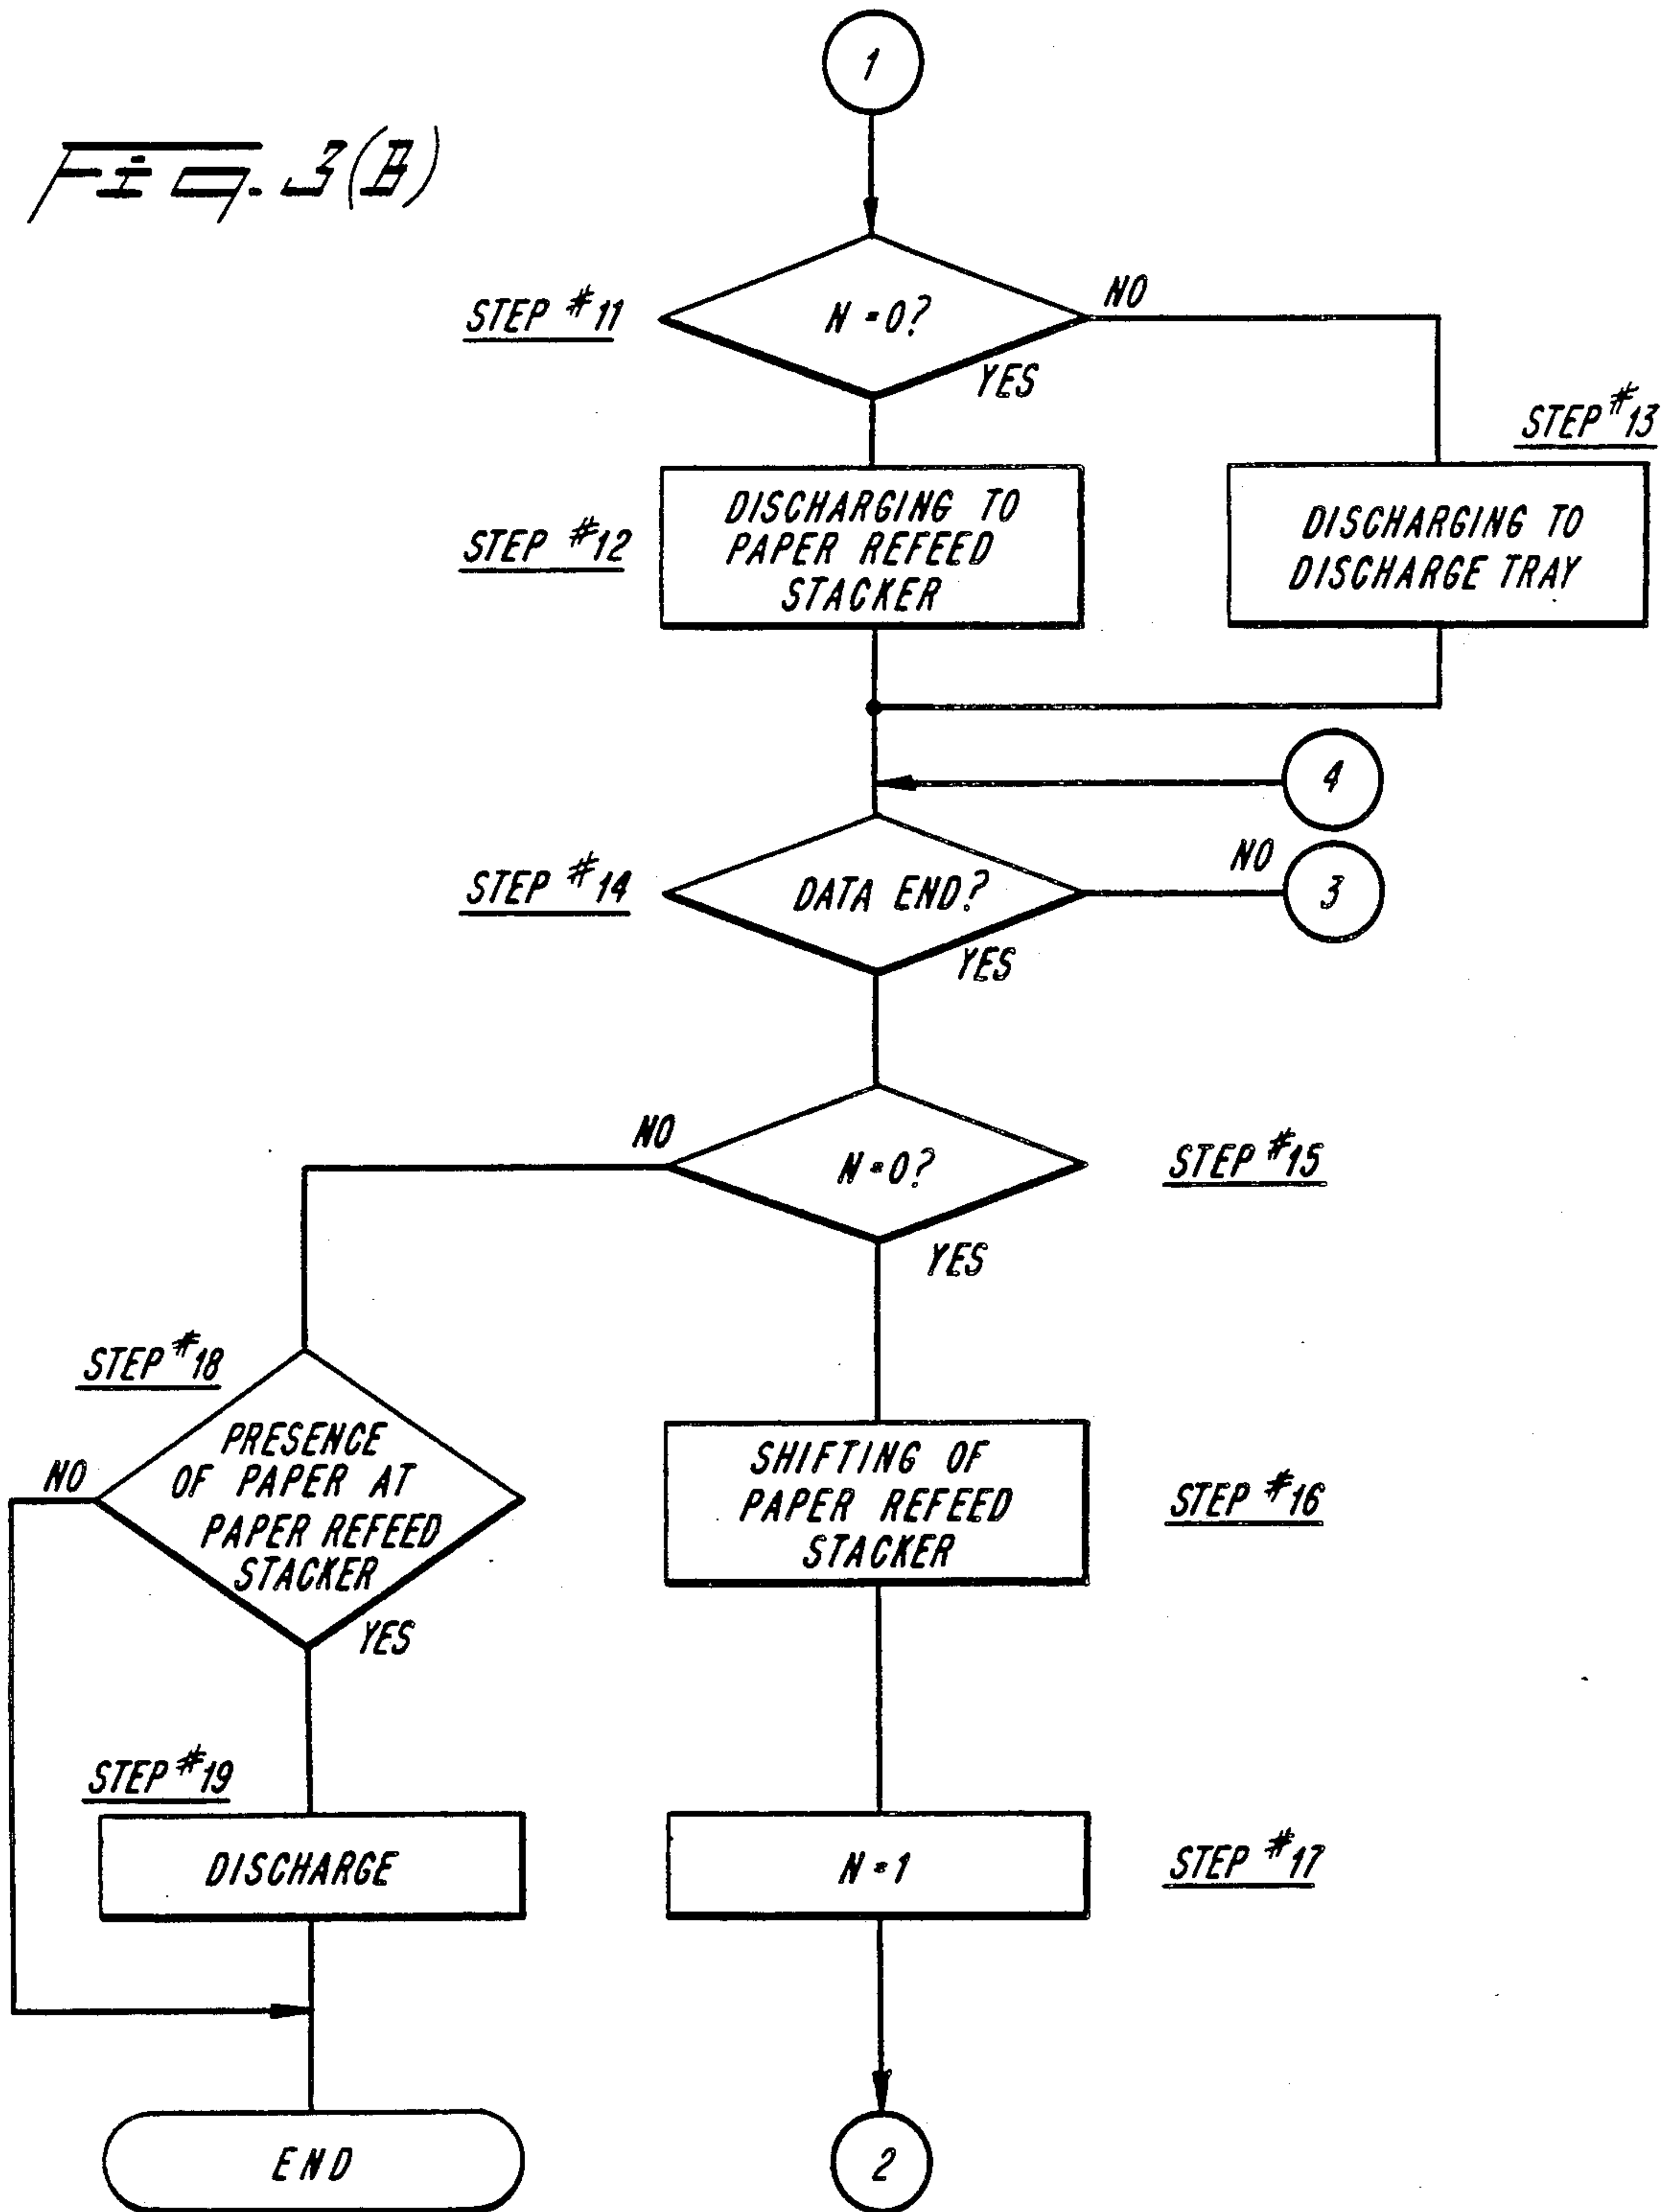 1
Fig. 3(B)
STEP #11
N=0?
NO
YES
STEP #13
STEP #12
DISCHARGING TO
PAPER REFEED
STACKER
DISCHARGING TO
DISCHARGE TRAY
4
STEP #14
DATA END?
NO
3
YES
NO
N=0?
STEP #15
YES
STEP #18
PRESENCE
OF PAPER AT
PAPER REFEED
STACKER
NO
YES
SHIFTING OF
PAPER REFEED
STACKER
STEP #16
STEP #19
DISCHARGE
N=1
STEP #17
END
2